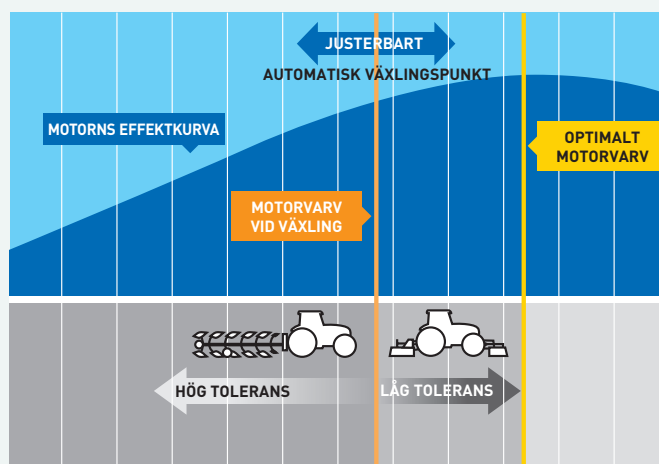 JUSTERBART
AUTOMATISK VÄXLINGSPUNKT
MOTORNS EFFEKTKURVA
OPTIMALT
MOTORVARV
MOTORVARV
VID VÄXLING
HÖG TOLERANS
LÅG TOLERANS